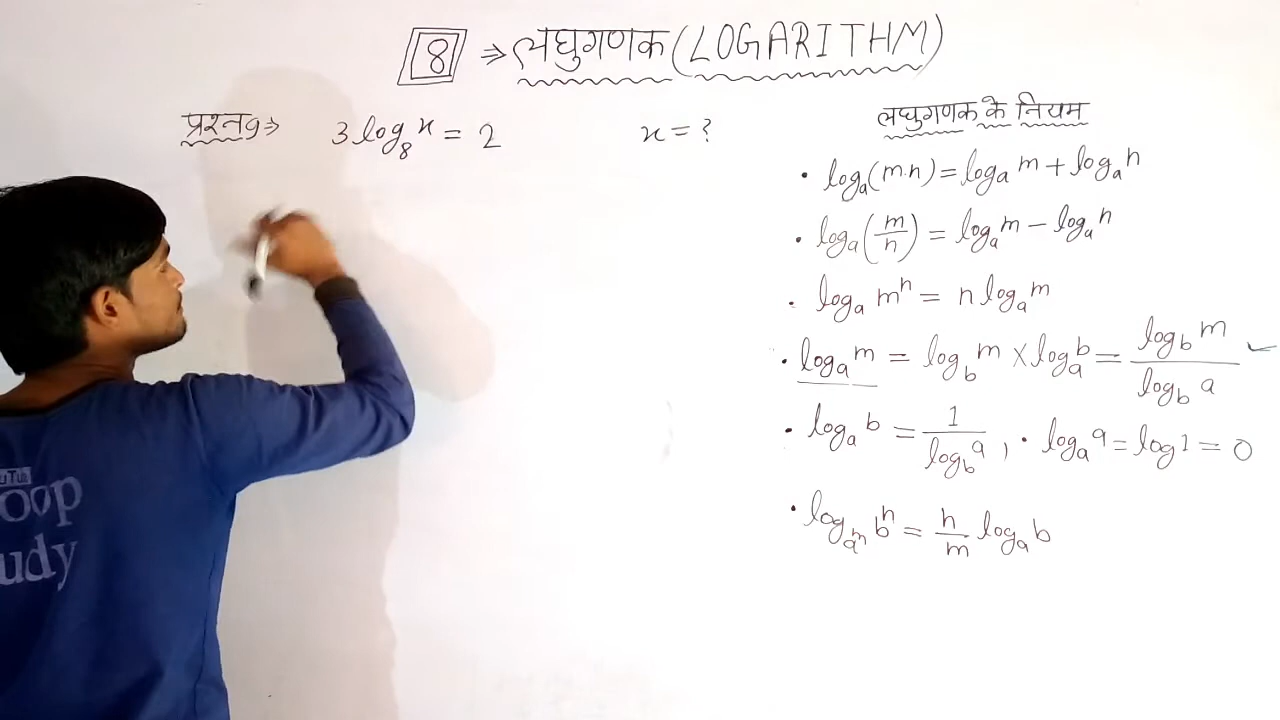 8 ⇒ लघुगणक (LOGARITHM)
प्रश्न9⇒ 3 log₈ x = 2 x = ?
लघुगणक के नियम
• logₐ(m.n) = logₐ m + logₐ n
• logₐ(m/n) = logₐ m − logₐ n
• logₐ mⁿ = n logₐ m
• logₐ m = log_b m × logₐ b = log_b m / log_b a ✓
• logₐ b = 1 / log_b a , • logₐ a = log 1 = 0
• log_{a^m} bⁿ = n/m logₐ b
oop
udy